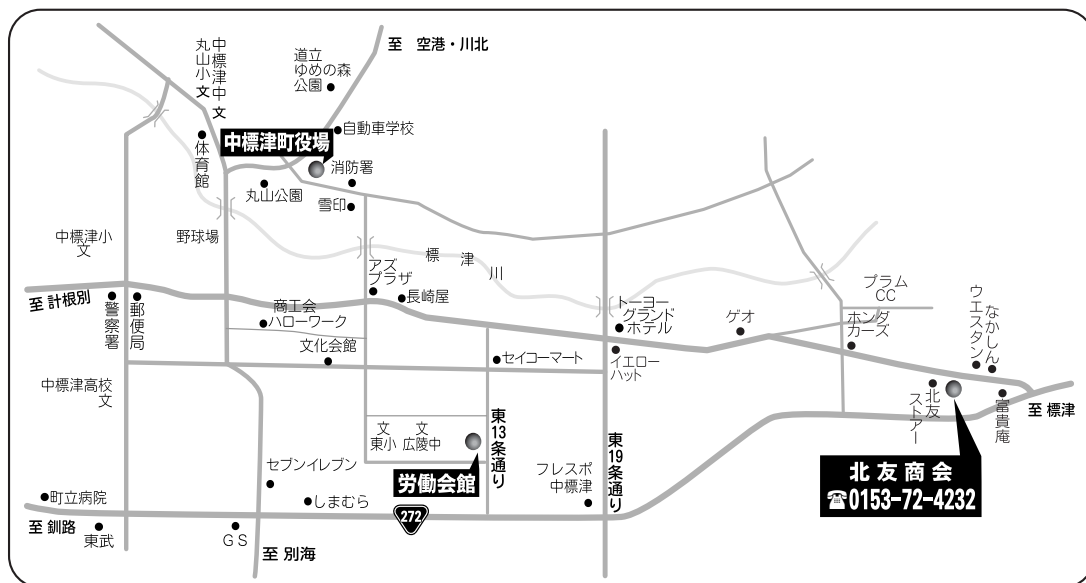 至 空港・川北
中標津中
文
丸山小
文
道立
ゆめの森
公園
自動車学校
中標津町役場
体育館
丸山公園
消防署
雪印
中標津小
文
野球場
標津川
アズ
プラザ
長崎屋
至 計根別
警察署
郵便局
商工会
ハローワーク
文化会館
セイコーマート
トーヨー
グランド
ホテル
イエロー
ハット
ゲオ
プラム
CC
ホンダ
カーズ
ウエスタン
なかしん
北友
ストアー
富貴庵
至 標津
中標津高校
文
文
東小
文
広陵中
東13条通り
東19条通り
労働会館
北友商会
☎0153-72-4232
セブンイレブン
しまむら
フレスポ
中標津
町立病院
至 釧路
東武
GS
至 別海
272